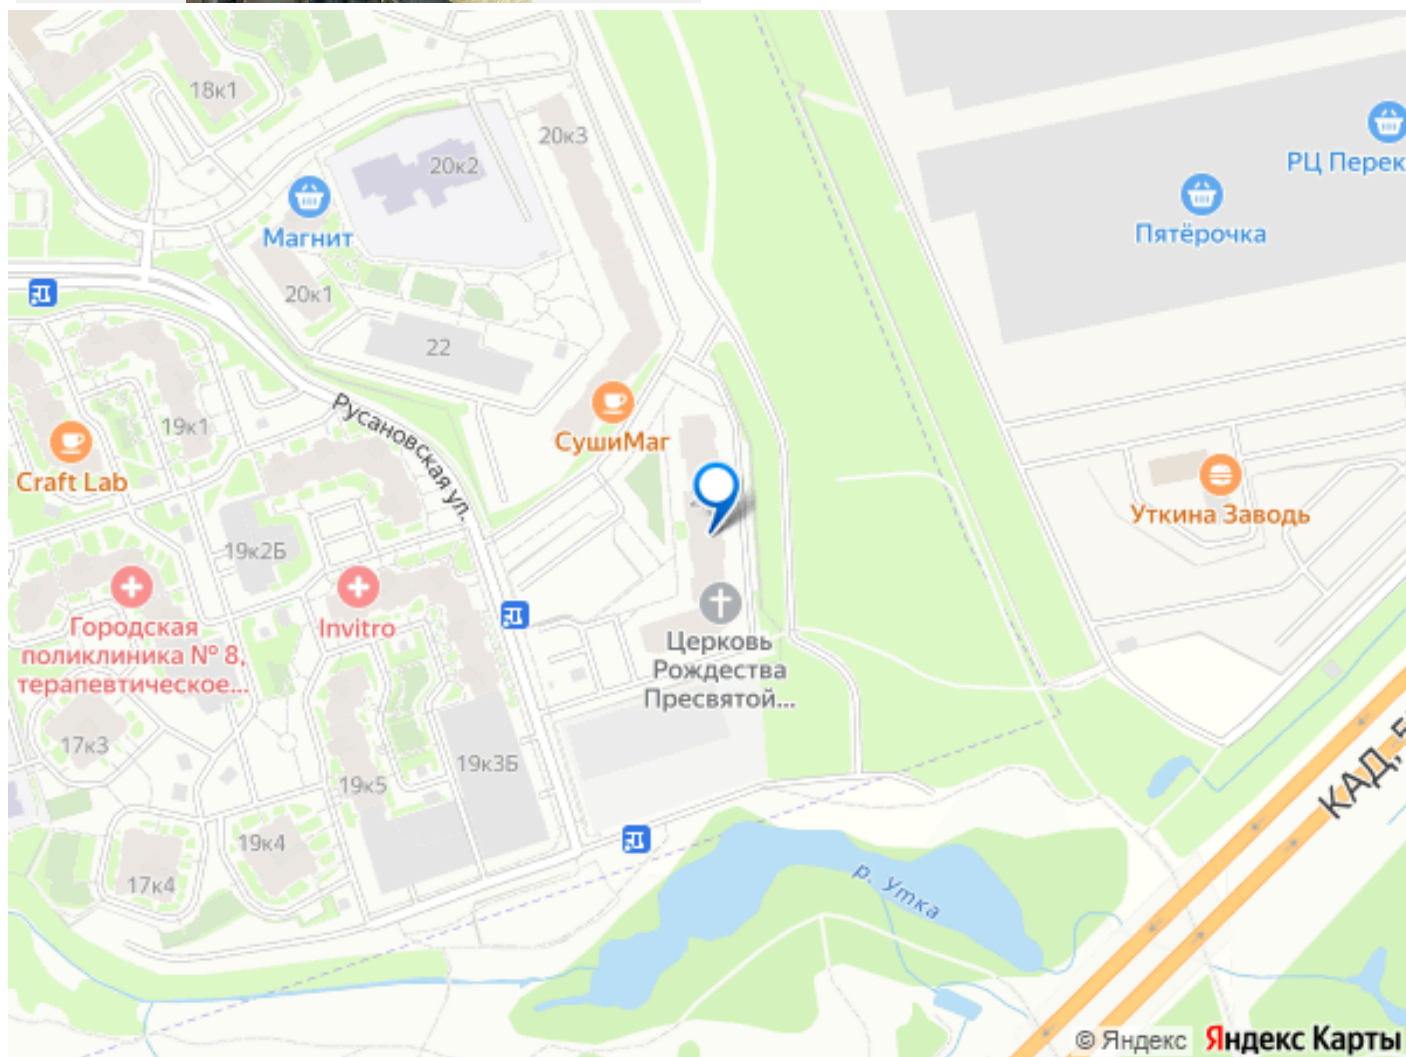 18к1
20к3
20к2
РЦ Перек
Магнит
Пятёрочка
20к1
22
Русановская ул.
19к1
СушиМаг
Craft Lab
Уткина Заводь
19к2Б
Городская
поликлиника № 8,
терапевтическое...
Invitro
Церковь
Рождества
Пресвятой...
17к3
19к5
19к3Б
КАД, 5
19к4
17к4
р. Утка
© Яндекс Яндекс Карты